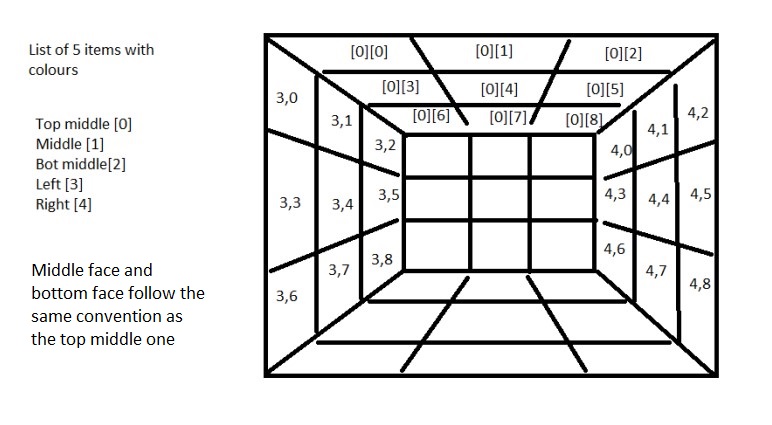 List of 5 items with
colours
Top middle [0]
Middle [1]
Bot middle[2]
Left [3]
Right [4]
Middle face and
bottom face follow the
same convention as
the top middle one
[0][0] [0][1] [0][2]
[0][3] [0][4] [0][5]
[0][6] [0][7] [0][8]
3,0 3,1 3,2
3,3 3,4 3,5
3,6 3,7 3,8
4,0 4,1 4,2
4,3 4,4 4,5
4,6 4,7 4,8